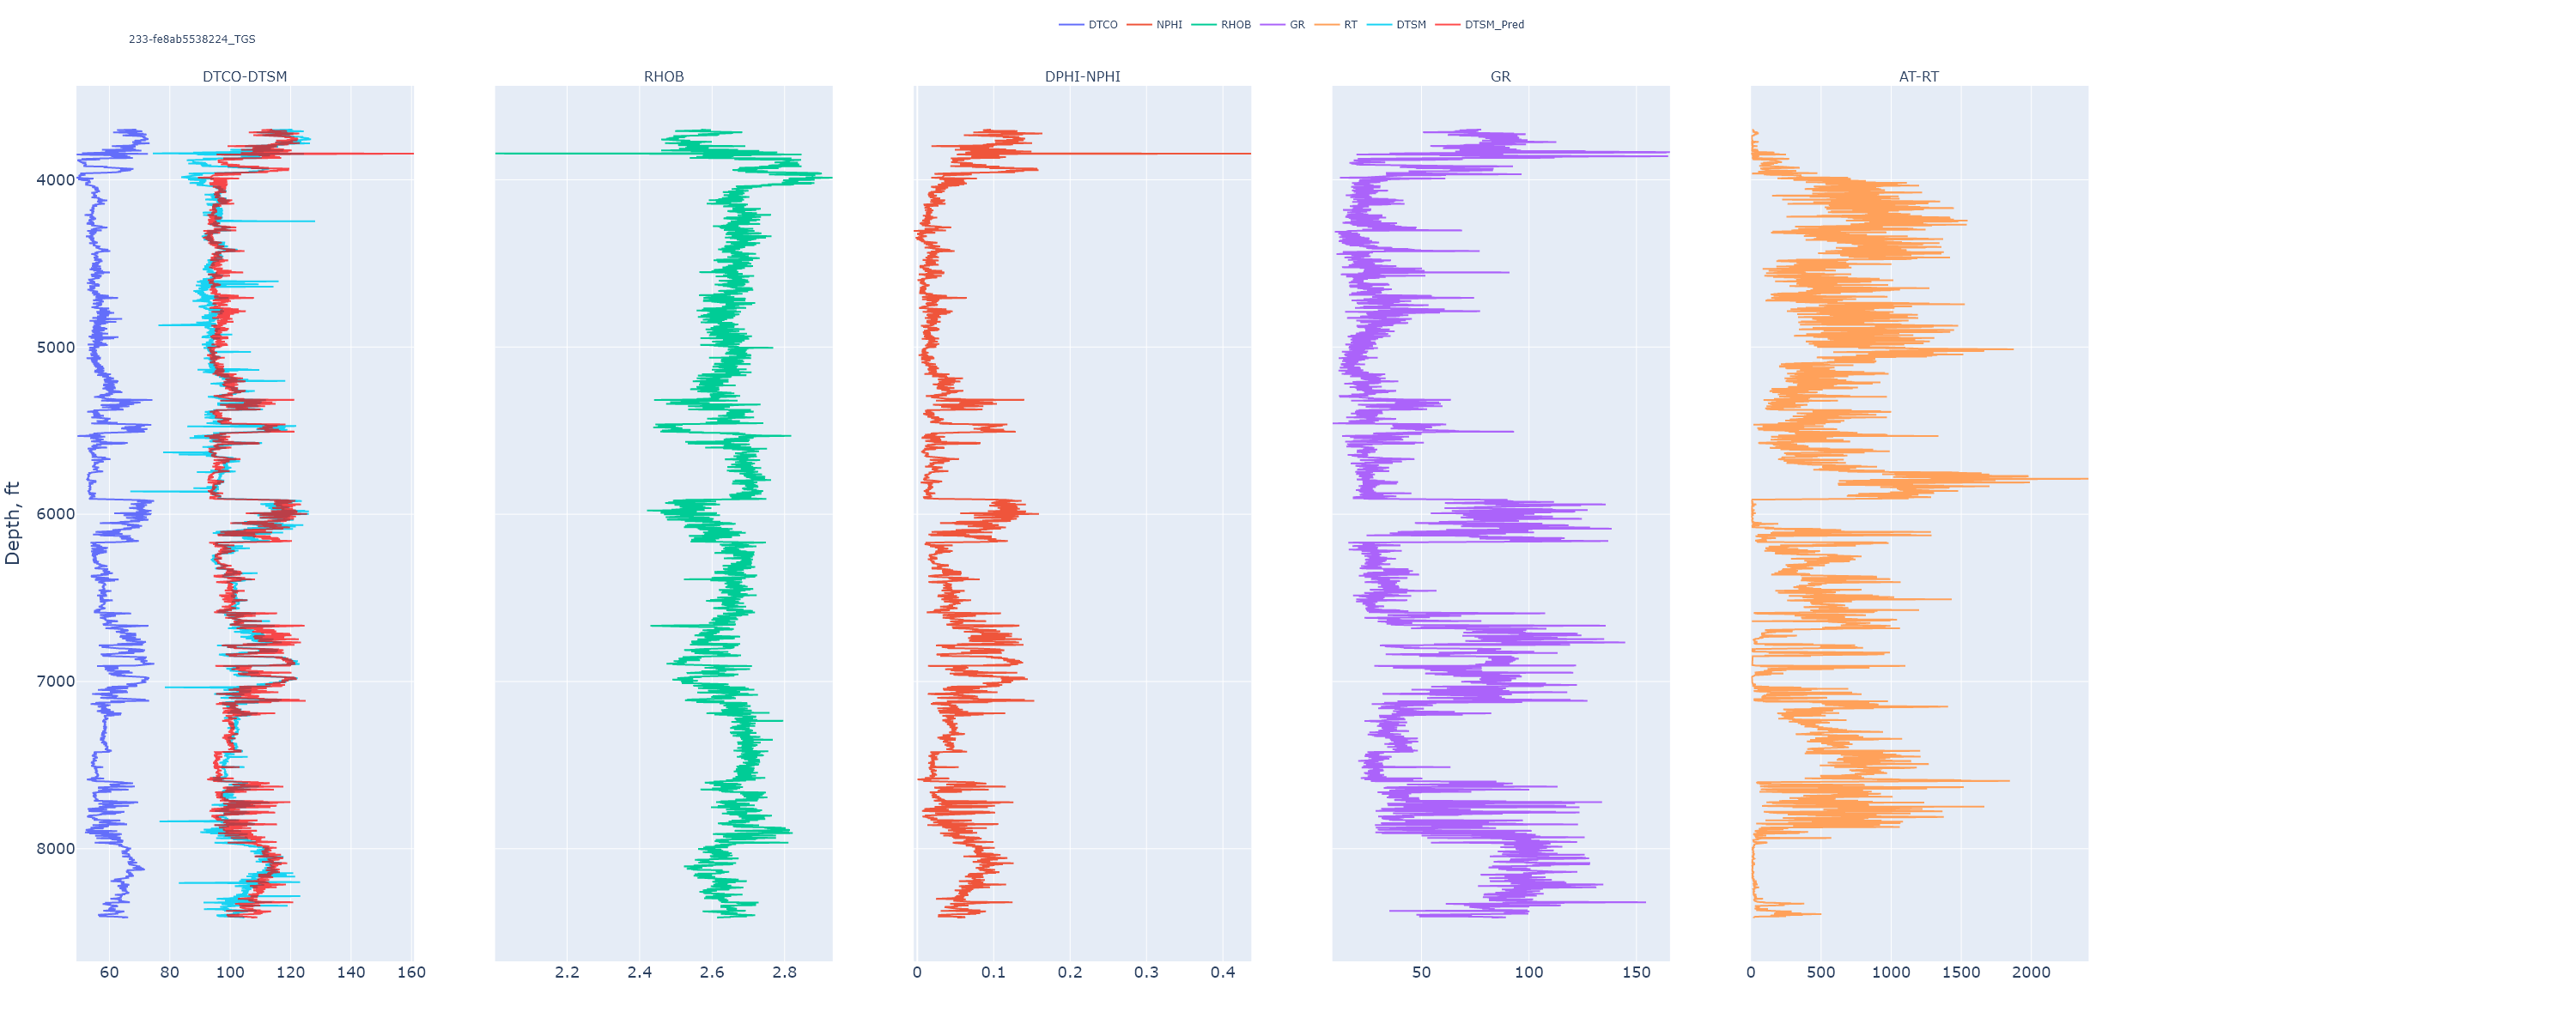 DTCO NPHI RHOB GR RT DTSM DTSM_Pred
233-fe8ab5538224_TGS
DTCO-DTSM RHOB DPHI-NPHI GR AT-RT
Depth, ft
4000
5000
6000
7000
8000
60 80 100 120 140 160
2.2 2.4 2.6 2.8
0 0.1 0.2 0.3 0.4
50 100 150
0 500 1000 1500 2000